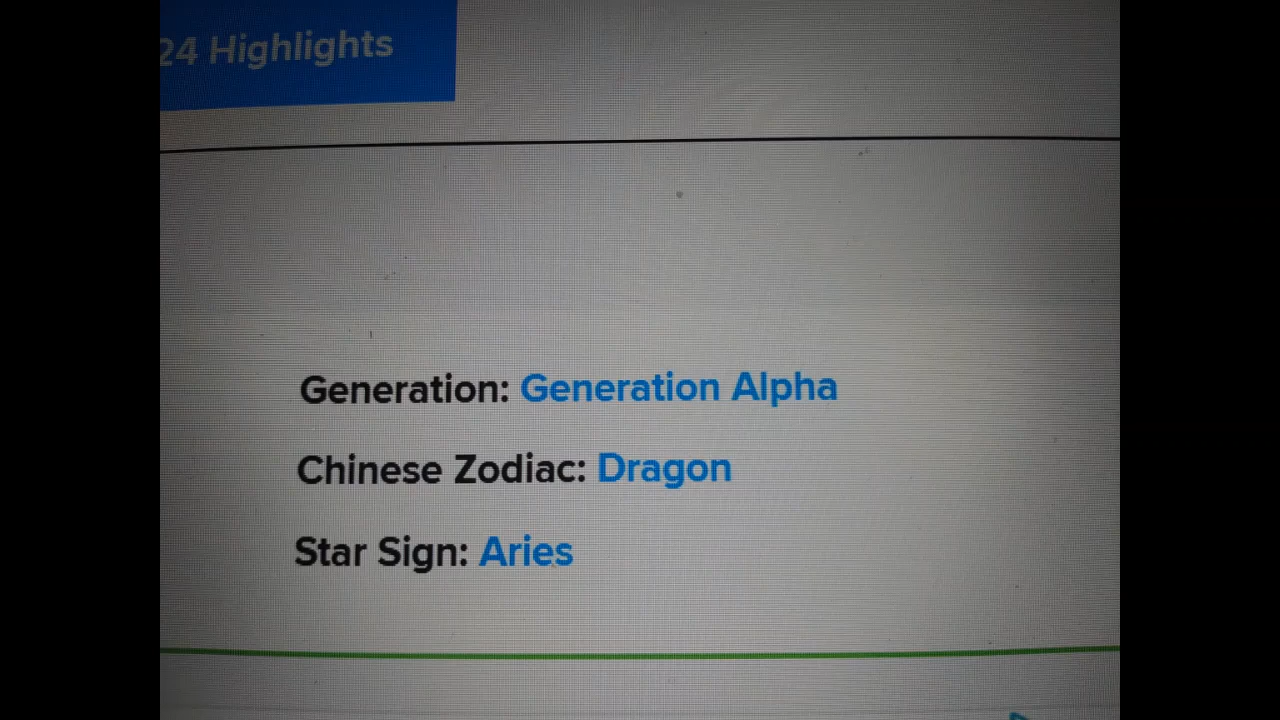 24 Highlights
Generation: Generation Alpha
Chinese Zodiac: Dragon
Star Sign: Aries